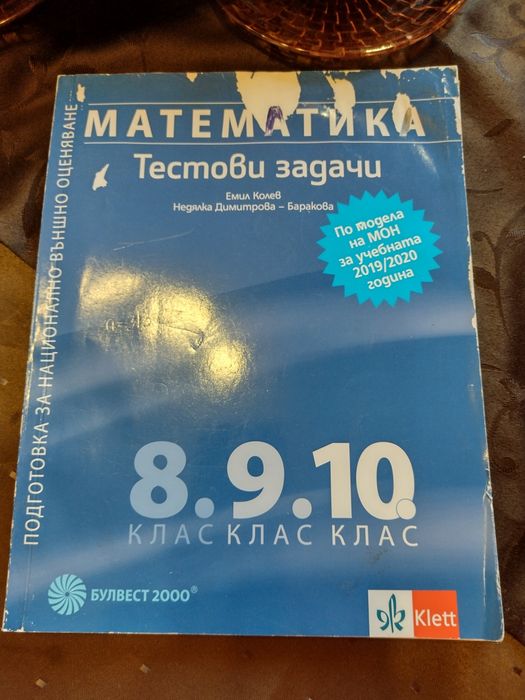 ПОДГОТОВКА ЗА НАЦИОНАЛНО ВЪНШНО ОЦЕНЯВАНЕ
МАТЕМАТИКА
Тестови задачи
Емил Колев
Недялка Димитрова – Баракова
По модела
на МОН
за учебната
2019/2020
година
8. 9. 10.
КЛАС КЛАС КЛАС
БУЛВЕСТ 2000®
Klett